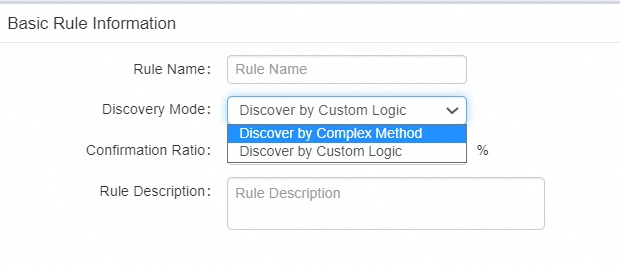 Basic Rule Information
Rule Name: Rule Name
Discovery Mode: Discover by Custom Logic
Discover by Complex Method
Confirmation Ratio: Discover by Custom Logic %
Rule Description: Rule Description